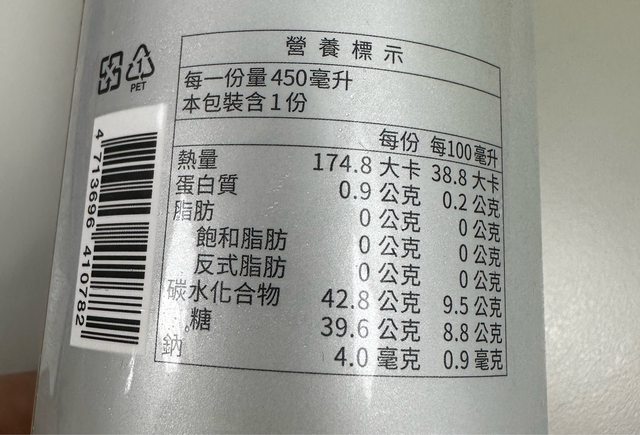 營養標示
每一份量 450毫升
本包裝含1份
每份 每100毫升
熱量 174.8 大卡 38.8 大卡
蛋白質 0.9 公克 0.2 公克
脂肪 0 公克 0 公克
飽和脂肪 0 公克 0 公克
反式脂肪 0 公克 0 公克
碳水化合物 42.8 公克 9.5 公克
糖 39.6 公克 8.8 公克
鈉 4.0 毫克 0.9 毫克
1
PET
4 713696 410782